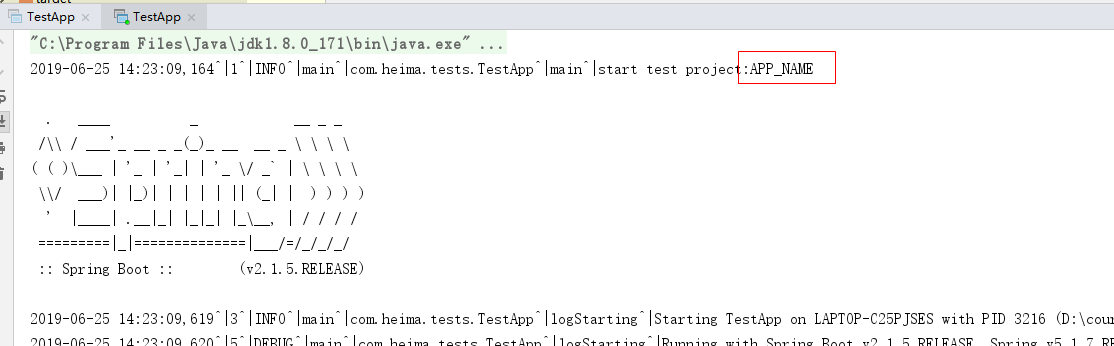 target
TestApp × TestApp ×
"C:\Program Files\Java\jdk1.8.0_171\bin\java.exe" ...
2019-06-25 14:23:09,164^|1^|INFO^|main^|com.heima.tests.TestApp^|main^|start test project:APP_NAME
  .   ____          _            __ _ _
 /\\ / ___'_ __ _ _(_)_ __  __ _ \ \ \ \
( ( )\___ | '_ | '_| | '_ \/ _` | \ \ \ \
 \\/  ___)| |_)| | | | | || (_| |  ) ) ) )
  '  |____| .__|_| |_|_| |_\__, | / / / /
 =========|_|==============|___/=/_/_/_/
 :: Spring Boot ::        (v2.1.5.RELEASE)
2019-06-25 14:23:09,619^|3^|INFO^|main^|com.heima.tests.TestApp^|logStarting^|Starting TestApp on LAPTOP-C25PJSES with PID 3216 (D:\cou
2019-06-25 14:23:09,620^|5^|DEBUG^|main^|com.heima.tests.TestApp^|logStarting^|Running with Spring Boot v2.1.5.RELEASE, Spring v5.1.7.RE